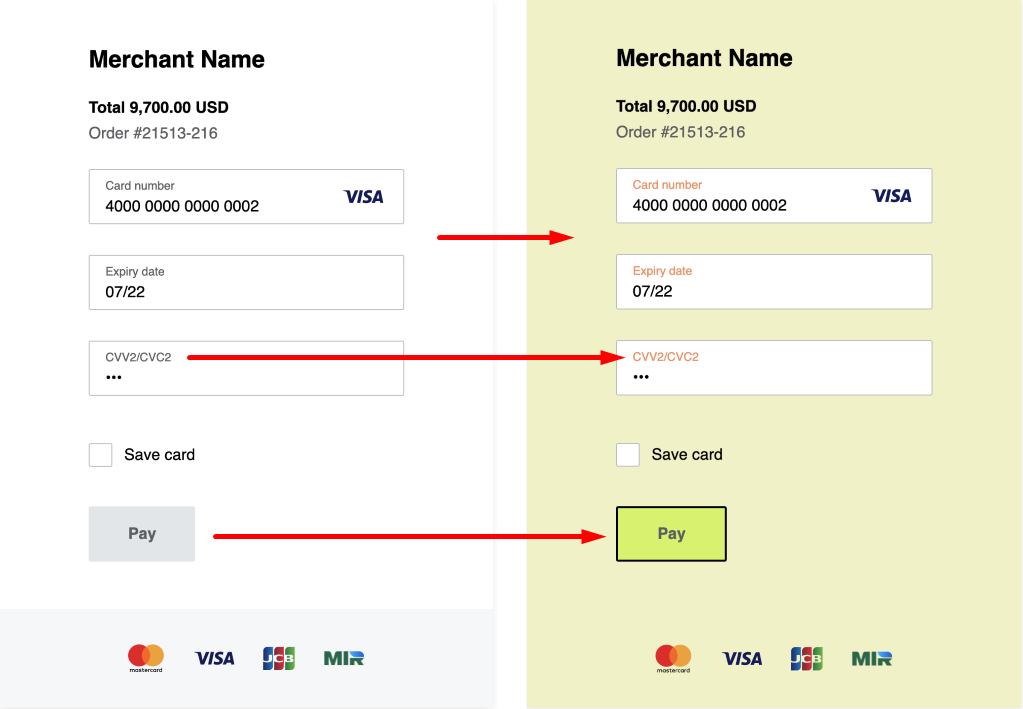 Merchant Name
Total 9,700.00 USD
Order #21513-216
Card number
4000 0000 0000 0002
VISA
Expiry date
07/22
CVV2/CVC2
•••
Save card
Pay
mastercard
VISA
JCB
MIR
Merchant Name
Total 9,700.00 USD
Order #21513-216
Card number
4000 0000 0000 0002
VISA
Expiry date
07/22
CVV2/CVC2
•••
Save card
Pay
mastercard
VISA
JCB
MIR